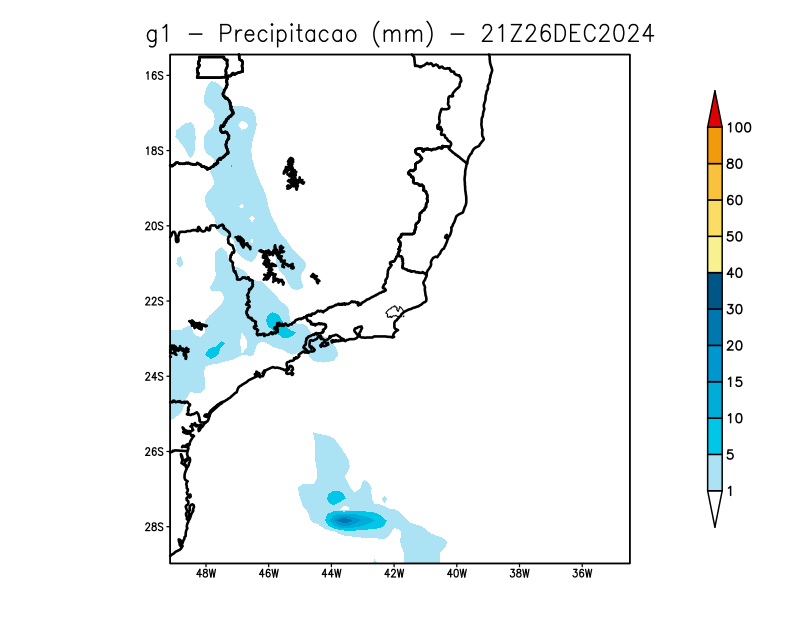 g1 – Precipitacao (mm) – 21Z26DEC2024
16S
18S
20S
22S
24S
26S
28S
48W 46W 44W 42W 40W 38W 36W
100
80
60
50
40
30
20
15
10
5
1